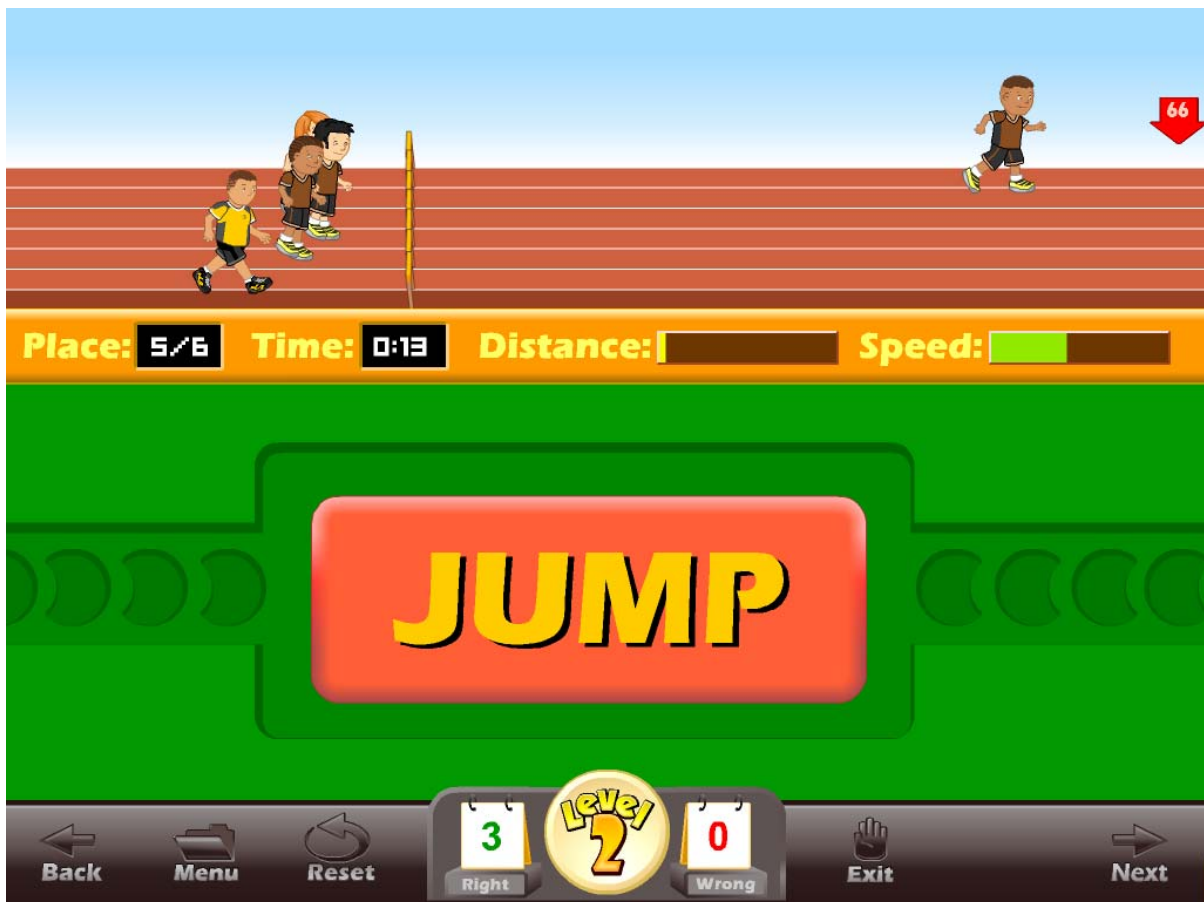 66
Place: 5/6 Time: 0:13 Distance: Speed:
JUMP
Back Menu Reset 3 Right Level 2 0 Wrong Exit Next